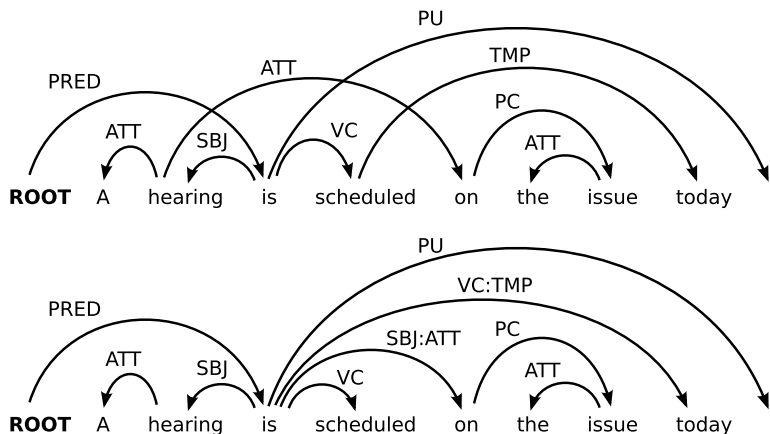 PU
TMP
ATT
PRED
PC
ATT
SBJ
VC
ATT
ROOT A hearing is scheduled on the issue today
PU
VC:TMP
PRED
SBJ:ATT
PC
ATT
SBJ
VC
ATT
ROOT A hearing is scheduled on the issue today